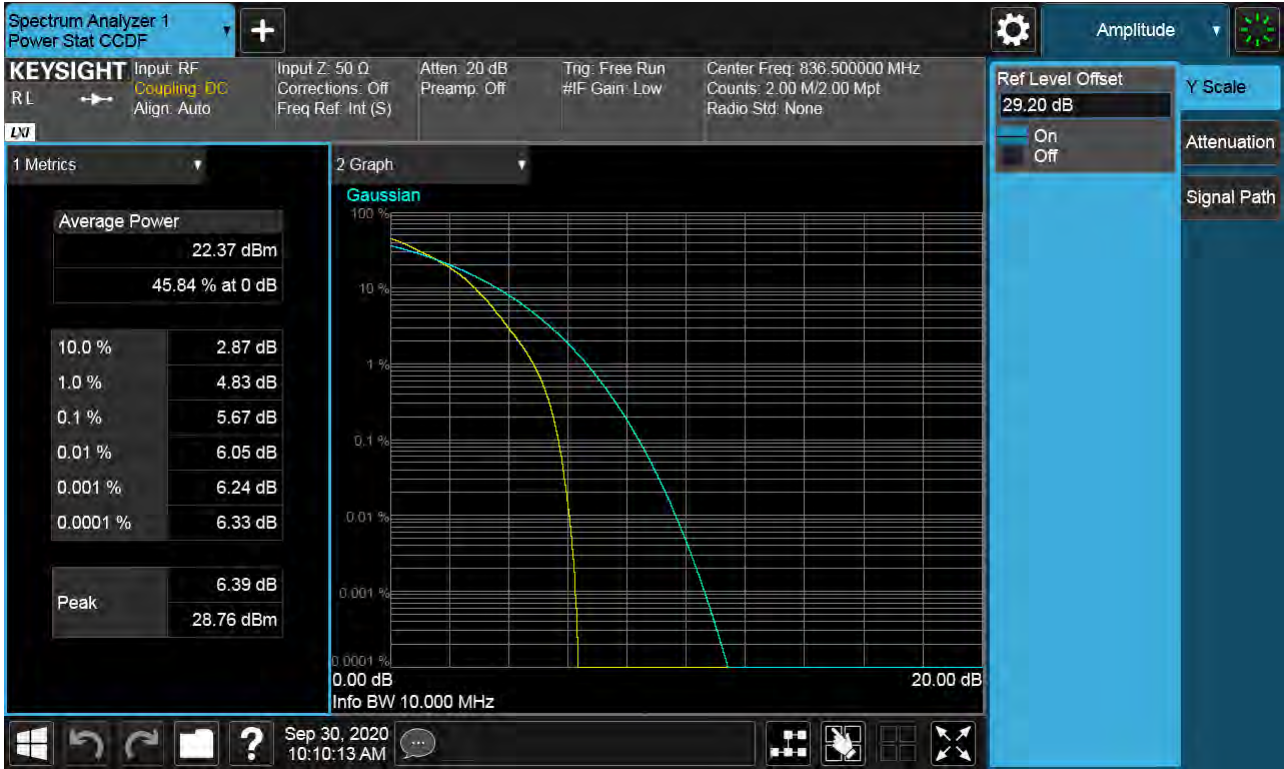 Spectrum Analyzer 1
Power Stat CCDF
Amplitude
KEYSIGHT
R L
LXI
Input: RF
Coupling: DC
Align: Auto
Input Z: 50 Ω
Corrections: Off
Freq Ref: Int (S)
Atten: 20 dB
Preamp: Off
Trig: Free Run
#IF Gain: Low
Center Freq: 836.500000 MHz
Counts: 2.00 M/2.00 Mpt
Radio Std: None
Ref Level Offset
29.20 dB
On
Off
Y Scale
Attenuation
Signal Path
1 Metrics
Average Power
22.37 dBm
45.84 % at 0 dB
10.0 % 2.87 dB
1.0 % 4.83 dB
0.1 % 5.67 dB
0.01 % 6.05 dB
0.001 % 6.24 dB
0.0001 % 6.33 dB
Peak
6.39 dB
28.76 dBm
2 Graph
Gaussian
100 %
10 %
1 %
0.1 %
0.01 %
0.001 %
0.0001 %
0.00 dB 20.00 dB
Info BW 10.000 MHz
?
Sep 30, 2020
10:10:13 AM